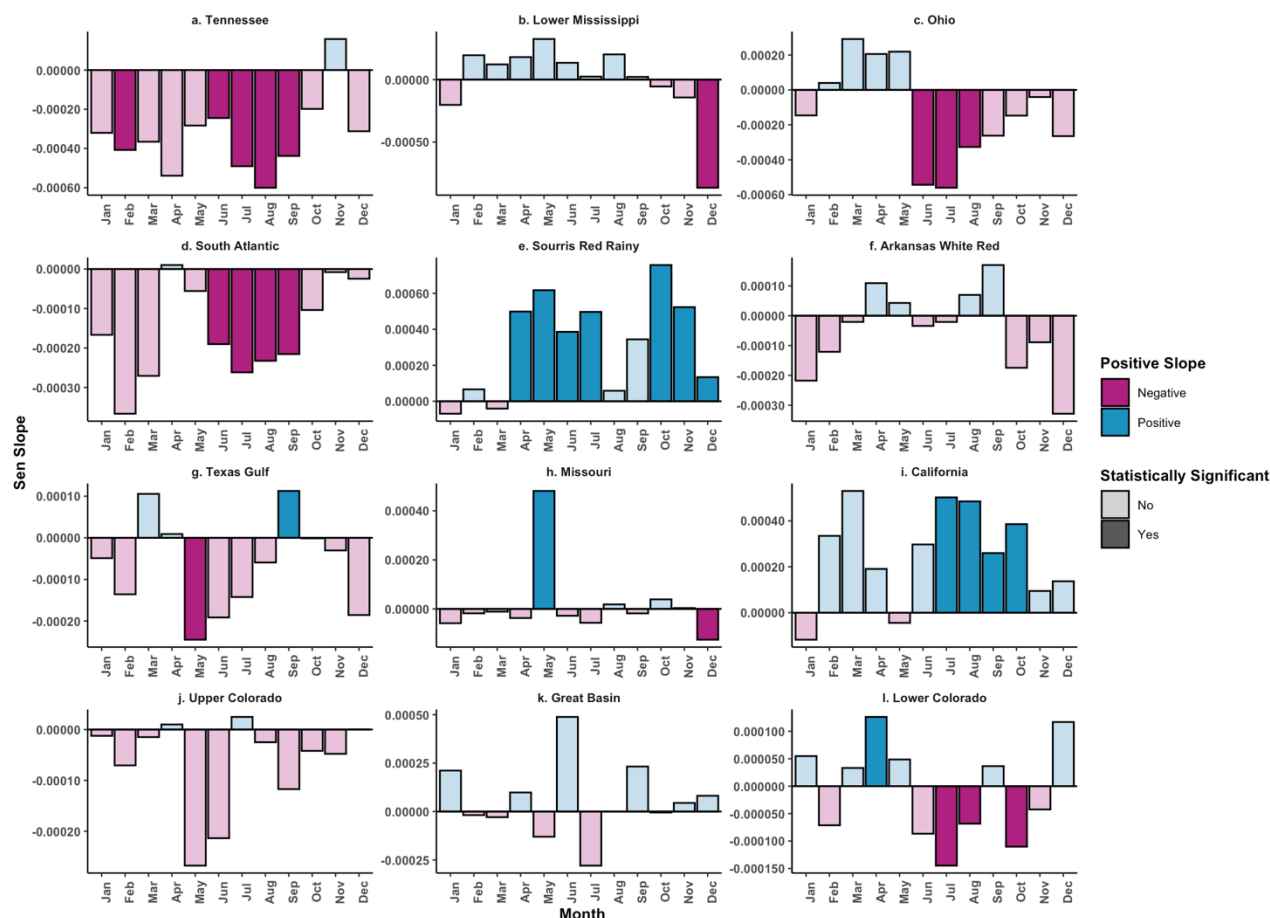 a. Tennessee
0.00000
-0.00020
-0.00040
-0.00060
Jan Feb Mar Apr May Jun Jul Aug Sep Oct Nov Dec
b. Lower Mississippi
0.00000
-0.00050
Jan Feb Mar Apr May Jun Jul Aug Sep Oct Nov Dec
c. Ohio
0.00020
0.00000
-0.00020
-0.00040
-0.00060
Jan Feb Mar Apr May Jun Jul Aug Sep Oct Nov Dec
d. South Atlantic
0.00000
-0.00010
-0.00020
-0.00030
Jan Feb Mar Apr May Jun Jul Aug Sep Oct Nov Dec
e. Sourris Red Rainy
0.00060
0.00040
0.00020
0.00000
Jan Feb Mar Apr May Jun Jul Aug Sep Oct Nov Dec
f. Arkansas White Red
0.00010
0.00000
-0.00010
-0.00020
-0.00030
Jan Feb Mar Apr May Jun Jul Aug Sep Oct Nov Dec
Sen Slope
g. Texas Gulf
0.00010
0.00000
-0.00010
-0.00020
Jan Feb Mar Apr May Jun Jul Aug Sep Oct Nov Dec
h. Missouri
0.00040
0.00020
0.00000
Jan Feb Mar Apr May Jun Jul Aug Sep Oct Nov Dec
i. California
0.00040
0.00020
0.00000
Jan Feb Mar Apr May Jun Jul Aug Sep Oct Nov Dec
j. Upper Colorado
0.00000
-0.00010
-0.00020
Jan Feb Mar Apr May Jun Jul Aug Sep Oct Nov Dec
k. Great Basin
0.00050
0.00025
0.00000
-0.00025
Jan Feb Mar Apr May Jun Jul Aug Sep Oct Nov Dec
l. Lower Colorado
0.000100
0.000050
0.000000
-0.000050
-0.000100
-0.000150
Jan Feb Mar Apr May Jun Jul Aug Sep Oct Nov Dec
Month
Positive Slope
Negative
Positive
Statistically Significant
No
Yes